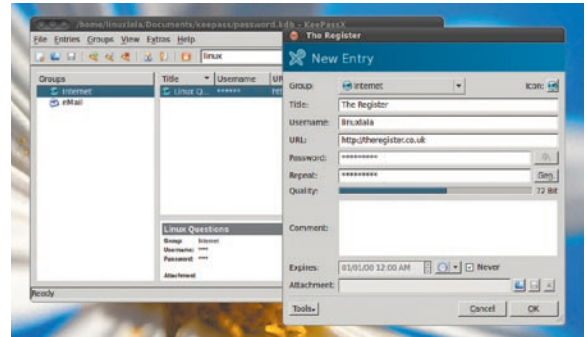 /home/linuxlala/Documents/keepass/password.kdb - KeePassX
File Entries Groups View Extras Help
linux
Groups
Internet
eMail
Title Username UR
Linux Q... ****** htt
Linux Questions
Group: Internet
Username: ****
Password: ****
Attachment
Ready
The Register
New Entry
Group: Internet Icon:
Title: The Register
Username: linuxlala
URL: http://theregister.co.uk
Password: *********
Repeat: ********* Gen.
Quality: 72 Bit
Comment:
Expires: 01/01/00 12:00 AM Never
Attachment:
Tools Cancel OK